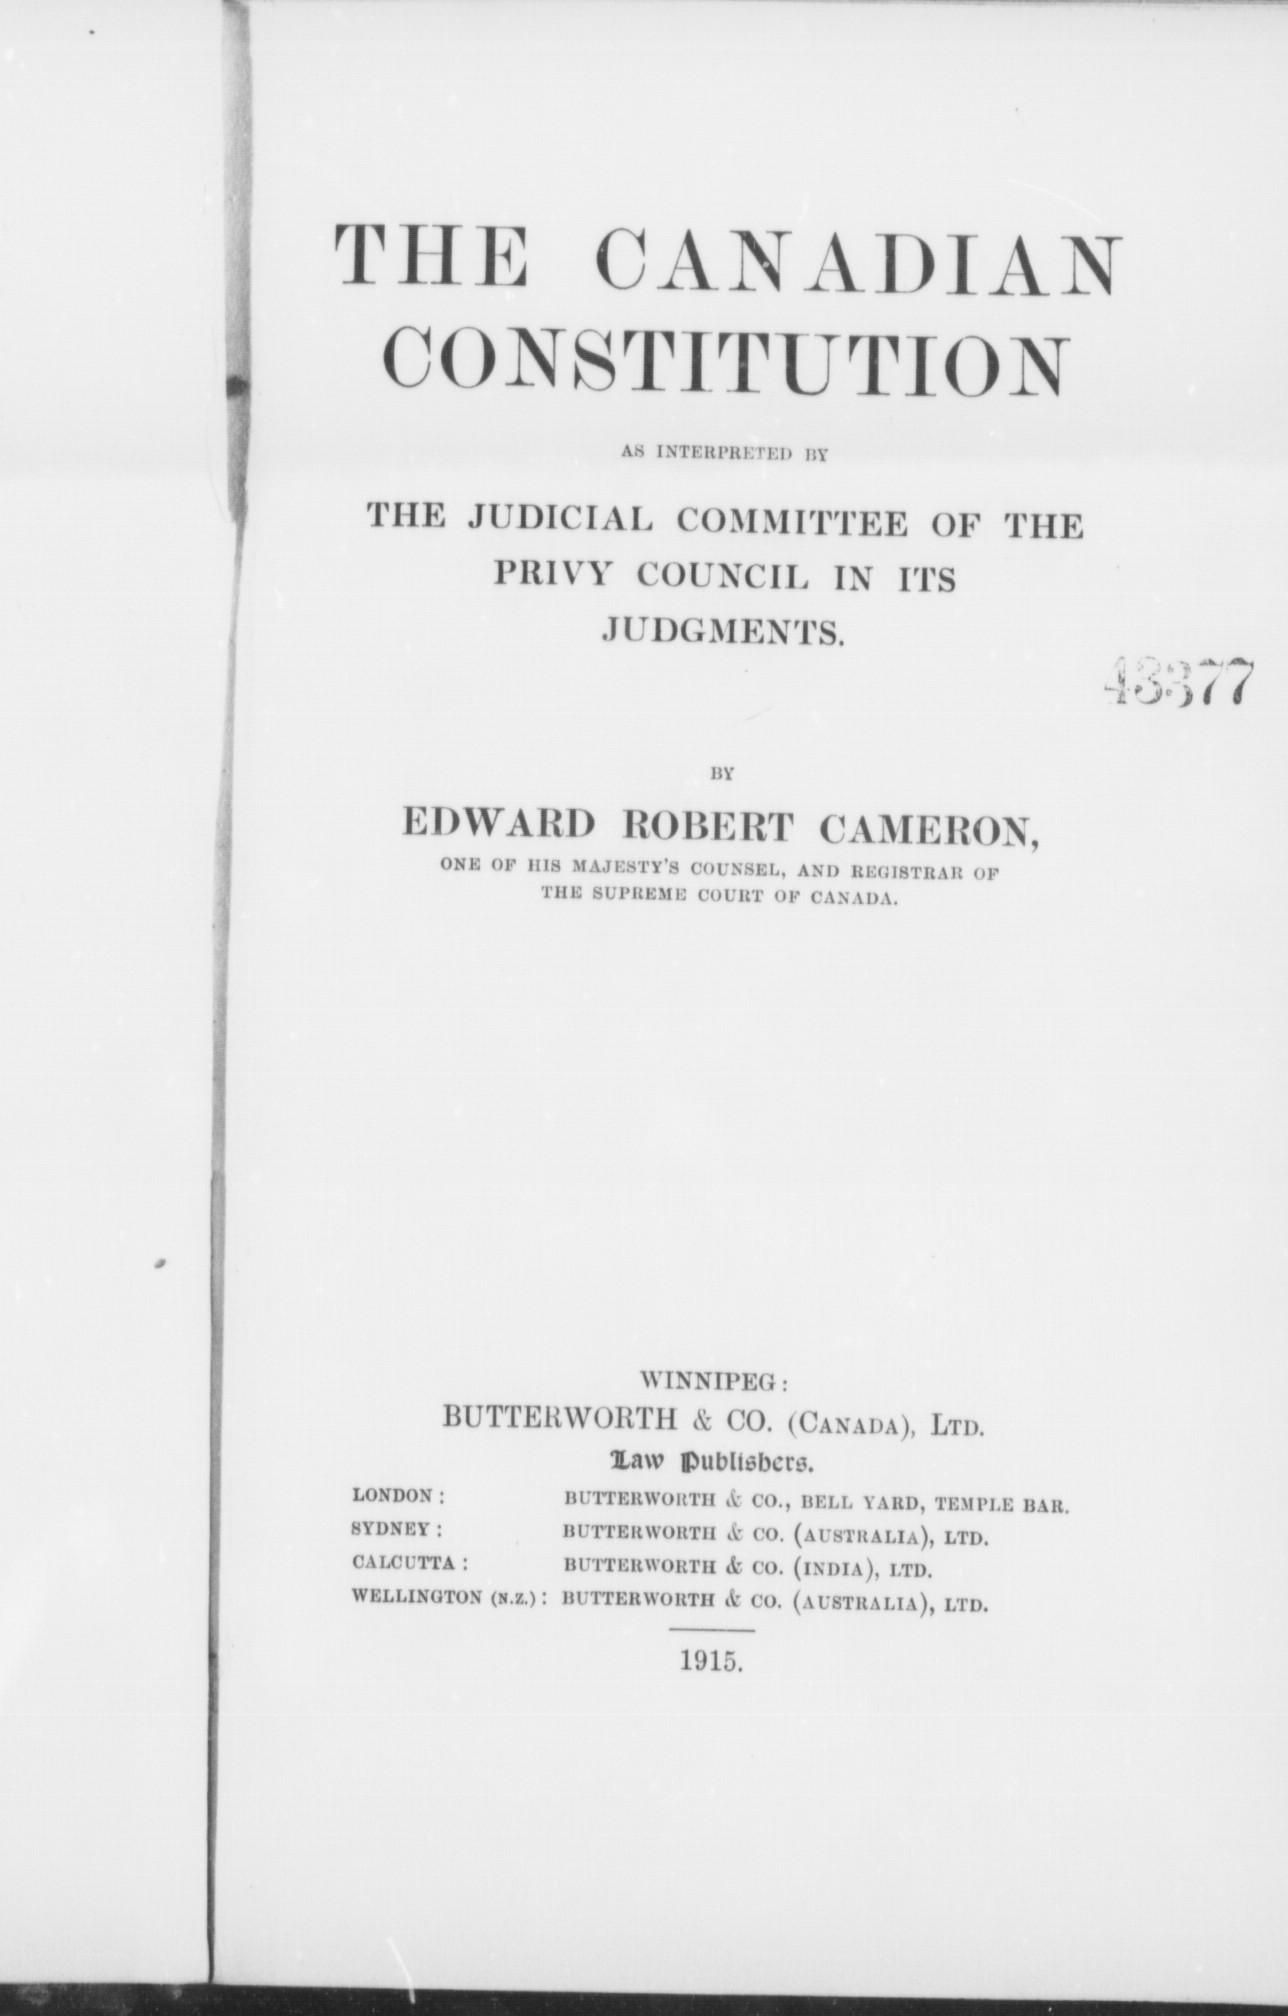 THE CANADIAN
CONSTITUTION
AS INTERPRETED BY
THE JUDICIAL COMMITTEE OF THE
PRIVY COUNCIL IN ITS
JUDGMENTS.
43377
BY
EDWARD ROBERT CAMERON,
ONE OF HIS MAJESTY'S COUNSEL, AND REGISTRAR OF
THE SUPREME COURT OF CANADA.
WINNIPEG:
BUTTERWORTH & CO. (CANADA), LTD.
Law Publishers.
LONDON: BUTTERWORTH & CO., BELL YARD, TEMPLE BAR.
SYDNEY: BUTTERWORTH & CO. (AUSTRALIA), LTD.
CALCUTTA: BUTTERWORTH & CO. (INDIA), LTD.
WELLINGTON (N.Z.): BUTTERWORTH & CO. (AUSTRALIA), LTD.
1915.